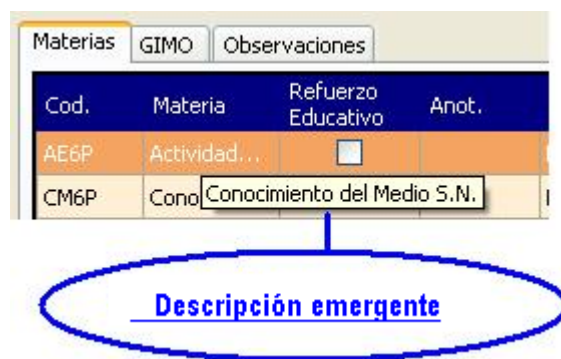 Materias GIMO Observaciones
Cod. Materia Refuerzo Educativo Anot.
AE6P Actividad...
CM6P Cono
Conocimiento del Medio S.N.
Descripción emergente